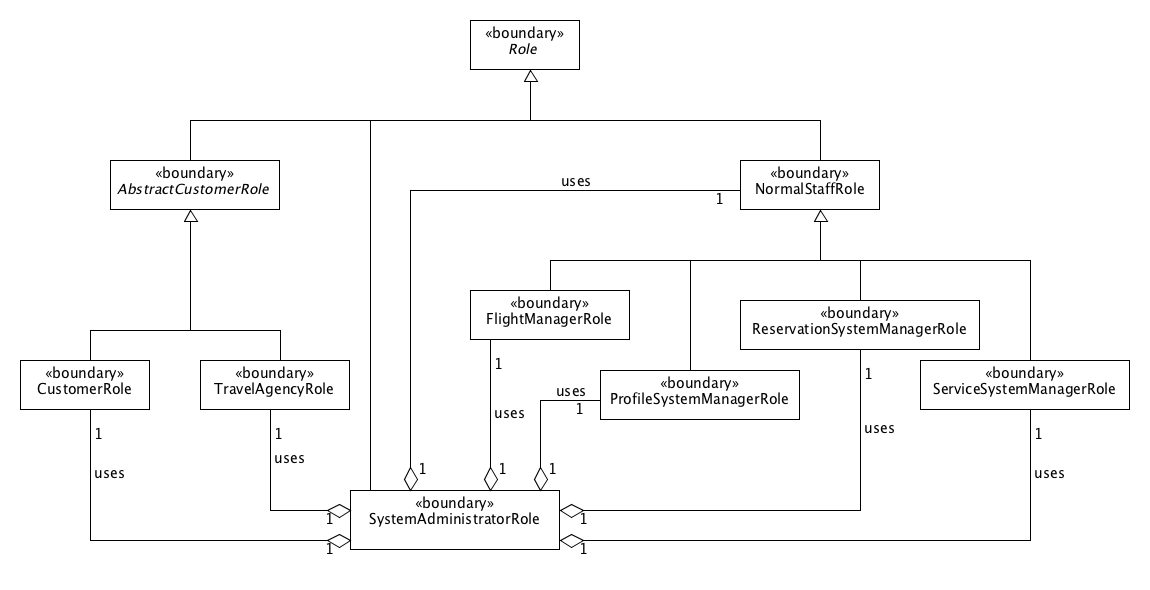 «boundary»
Role
«boundary»
AbstractCustomerRole
uses
1
«boundary»
NormalStaffRole
«boundary»
FlightManagerRole
«boundary»
ReservationSystemManagerRole
«boundary»
CustomerRole
«boundary»
TravelAgencyRole
1
uses
«boundary»
ProfileSystemManagerRole
uses
1
1
«boundary»
ServiceSystemManagerRole
1
uses
1
uses
uses
1
uses
1
1
1
1
«boundary»
SystemAdministratorRole
1
1
1
1